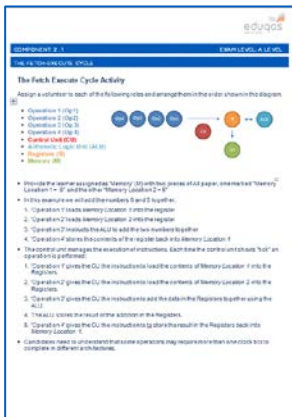 eduqas
COMPONENT 2.1 EXAM LEVEL: A LEVEL
THE FETCH-EXECUTE CYCLE
The Fetch Execute Cycle Activity
Assign a volunteer to each of the following roles and arrange them in the order shown in the diagram
Operation 1 (Op1)
Operation 2 (Op2)
Operation 3 (Op3)
Operation 4 (Op4)
Control Unit (CU)
Arithmetic Logic Unit (ALU)
Registers (R)
Memory (M)
Provide the learner assigned as 'Memory' (M) with two pieces of A4 paper, one marked "Memory
Location 1 =
and the other "Memory Location 2 =
In this example we will add the numbers
together:
1. 'Operation 1' loads Memory Location 1 into the register
2. 'Operation 2' loads Memory Location 2 into the register
3. 'Operation 3' instructs the ALU to add the two numbers together
4. 'Operation 4' stores the contents of the register back into Memory Location 1
The control unit manages the execution of instructions. Each time the control unit shouts "tick" an
operation is performed:
1. 'Operation 1' gives the CU the instruction to load the contents of Memory Location 1 into the
Registers.
2. 'Operation 2' gives the CU the instruction to load the contents of Memory Location 2 into the
Registers.
3. 'Operation 3' gives the CU the instruction to add the data in the Registers together using the
ALU.
4. The ALU stores the result of the addition in the Registers.
5. 'Operation 4' gives the CU the instruction to store the result in the Registers back into
Memory Location 1.
Candidates need to understand that some operations may require more than one clock tick to
complete in different architectures.